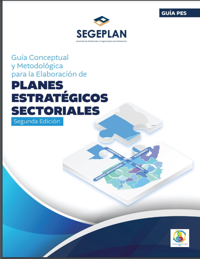 GUÍA PES
SEGEPLAN
Guía Conceptual
y Metodológica
para la Elaboración de
PLANES
ESTRATÉGICOS
SECTORIALES
Segunda Edición